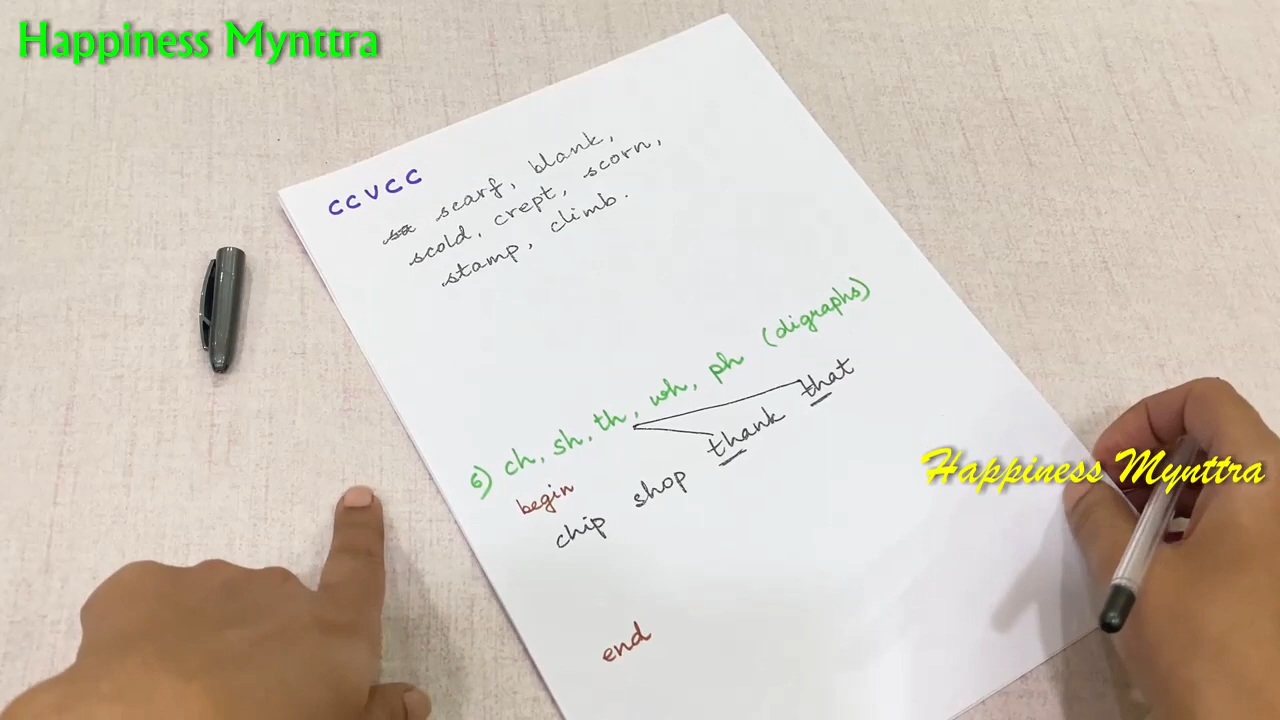 Happiness Mynttra
CCVCC
sca scarf, blank,
scold, crept, scorn,
stamp, climb.
6) ch, sh, th, wh, ph (digraphs)
begin
chip shop thank that
end
Happiness Mynttra